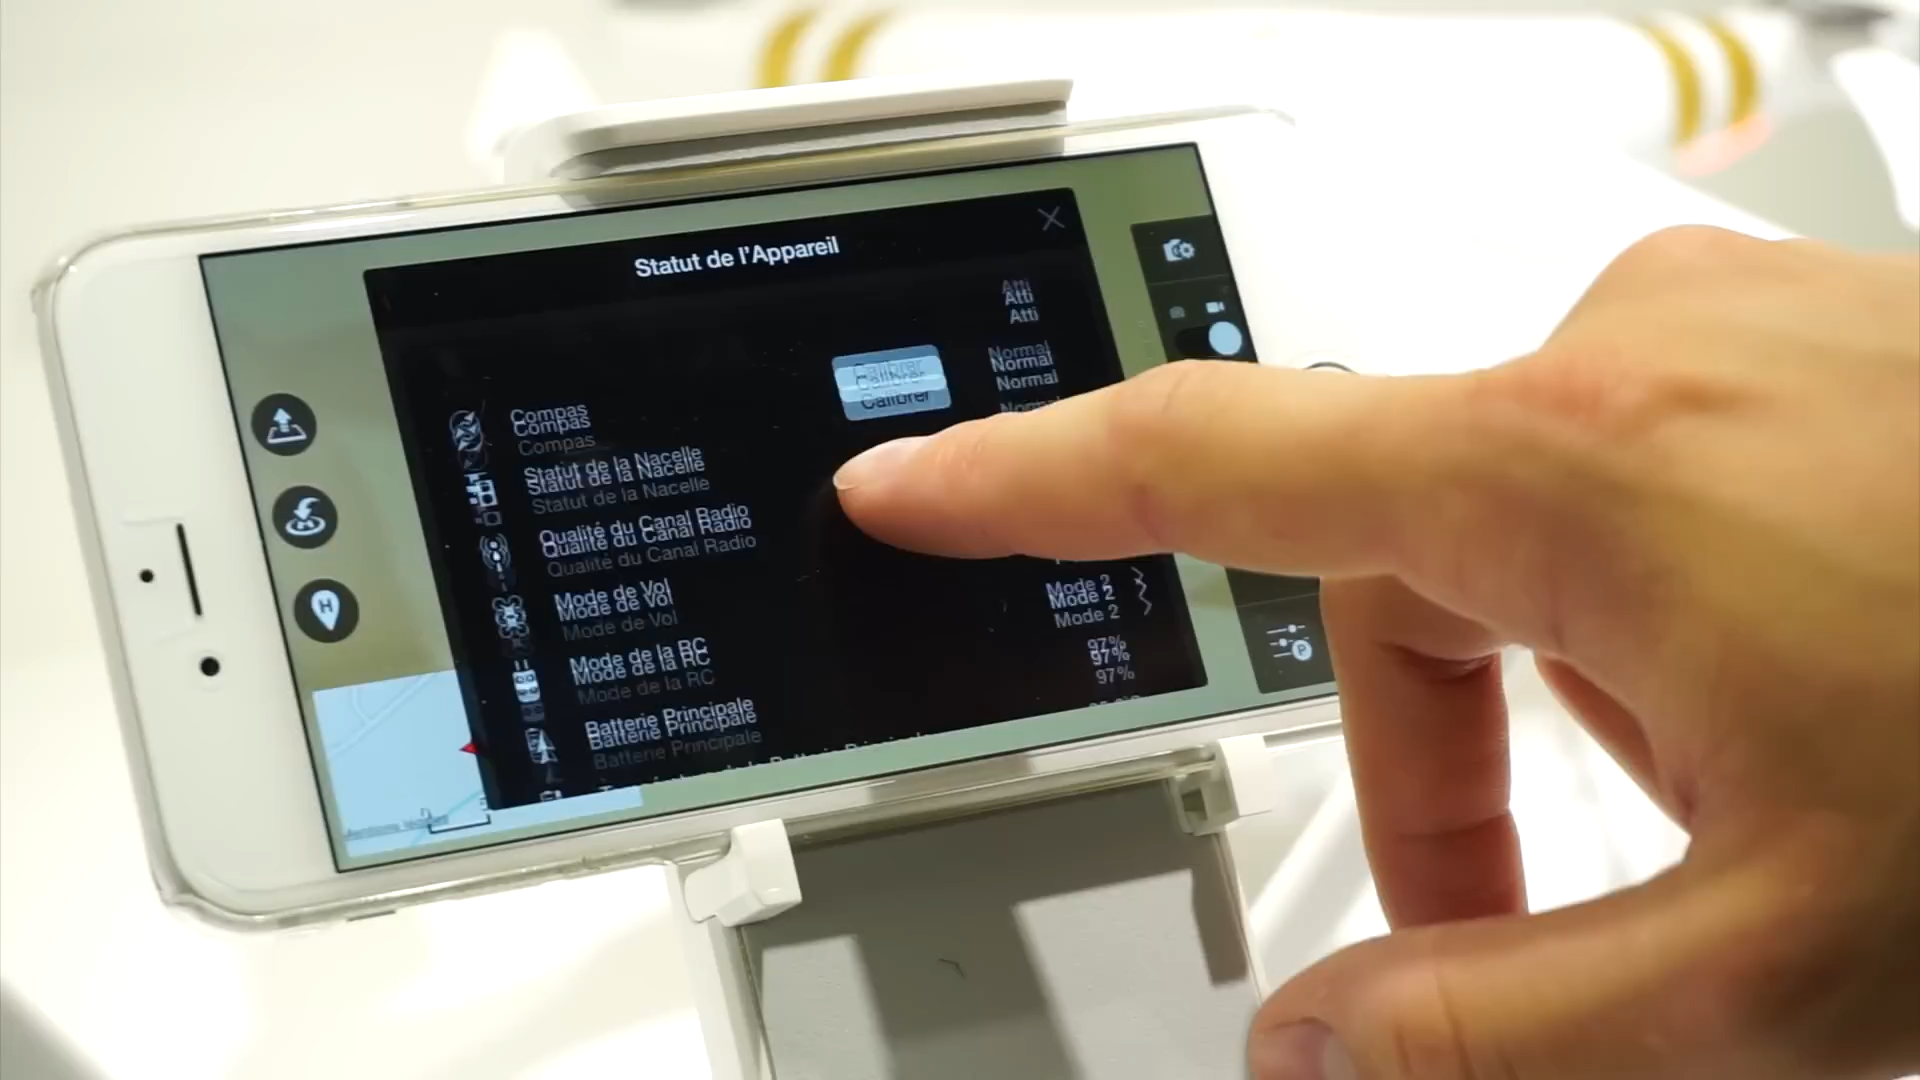 Statut de l'Appareil
Atti
Compas
Calibrer
Normal
Statut de la Nacelle
Normal
Qualité du Canal Radio
Mode de Vol
Mode de la RC
Mode 2
Batterie Principale
97%
H
P